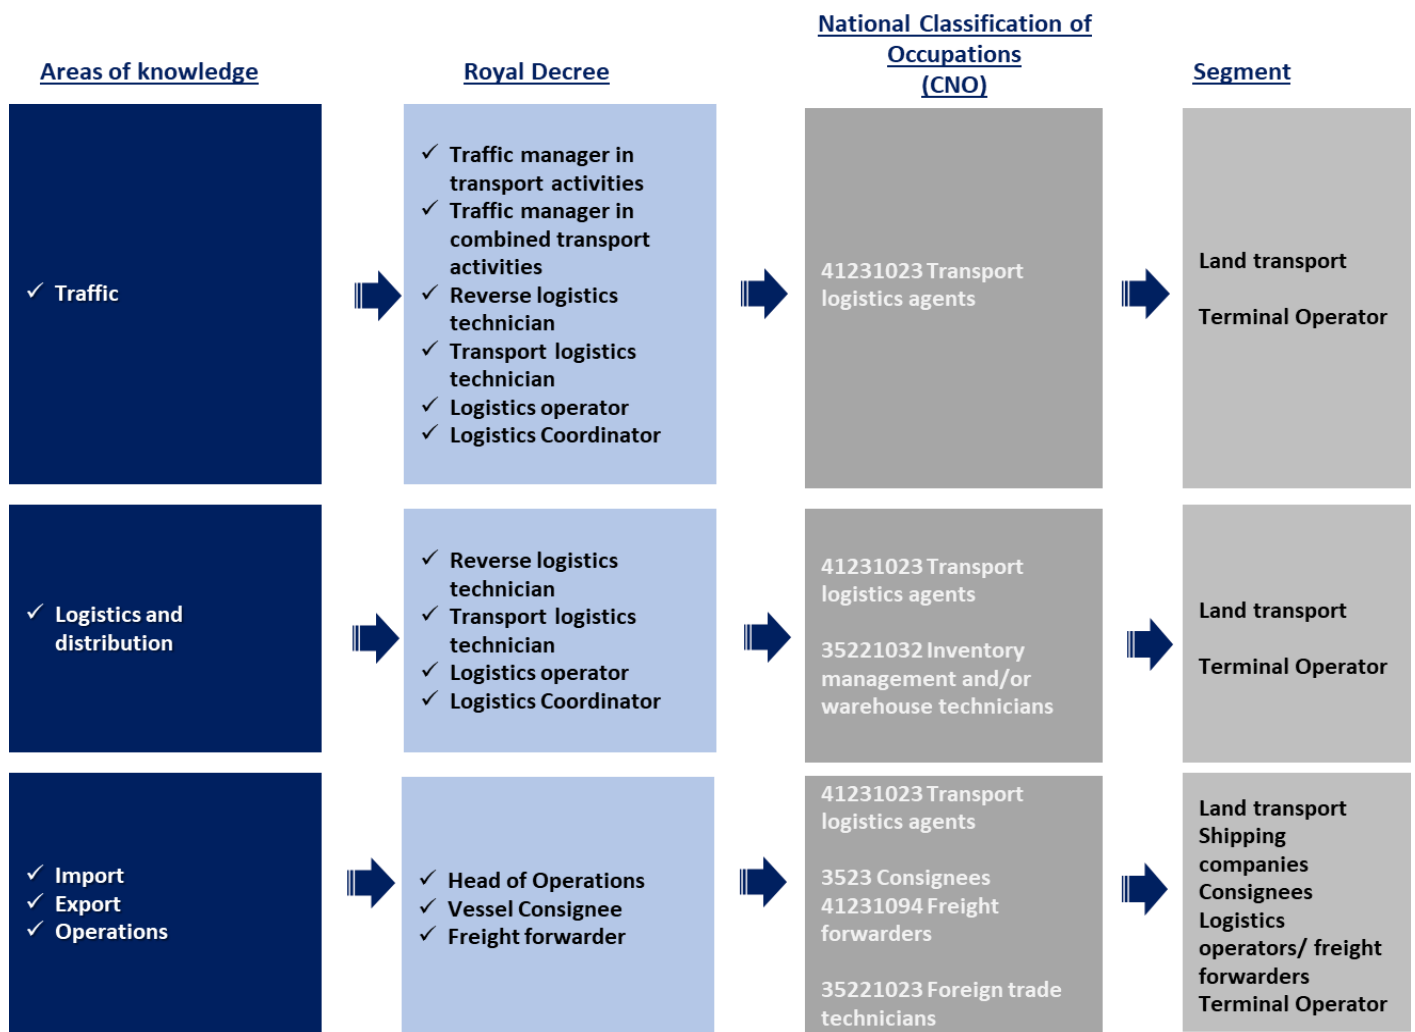 Areas of knowledge
Royal Decree
National Classification of
Occupations
(CNO)
Segment
✓ Traffic
✓ Traffic manager in
transport activities
✓ Traffic manager in
combined transport
activities
✓ Reverse logistics
technician
✓ Transport logistics
technician
✓ Logistics operator
✓ Logistics Coordinator
41231023 Transport
logistics agents
Land transport
Terminal Operator
✓ Logistics and
distribution
✓ Reverse logistics
technician
✓ Transport logistics
technician
✓ Logistics operator
✓ Logistics Coordinator
41231023 Transport
logistics agents
35221032 Inventory
management and/or
warehouse technicians
Land transport
Terminal Operator
✓ Import
✓ Export
✓ Operations
✓ Head of Operations
✓ Vessel Consignee
✓ Freight forwarder
41231023 Transport
logistics agents
3523 Consignees
41231094 Freight
forwarders
35221023 Foreign trade
technicians
Land transport
Shipping
companies
Consignees
Logistics
operators/ freight
forwarders
Terminal Operator